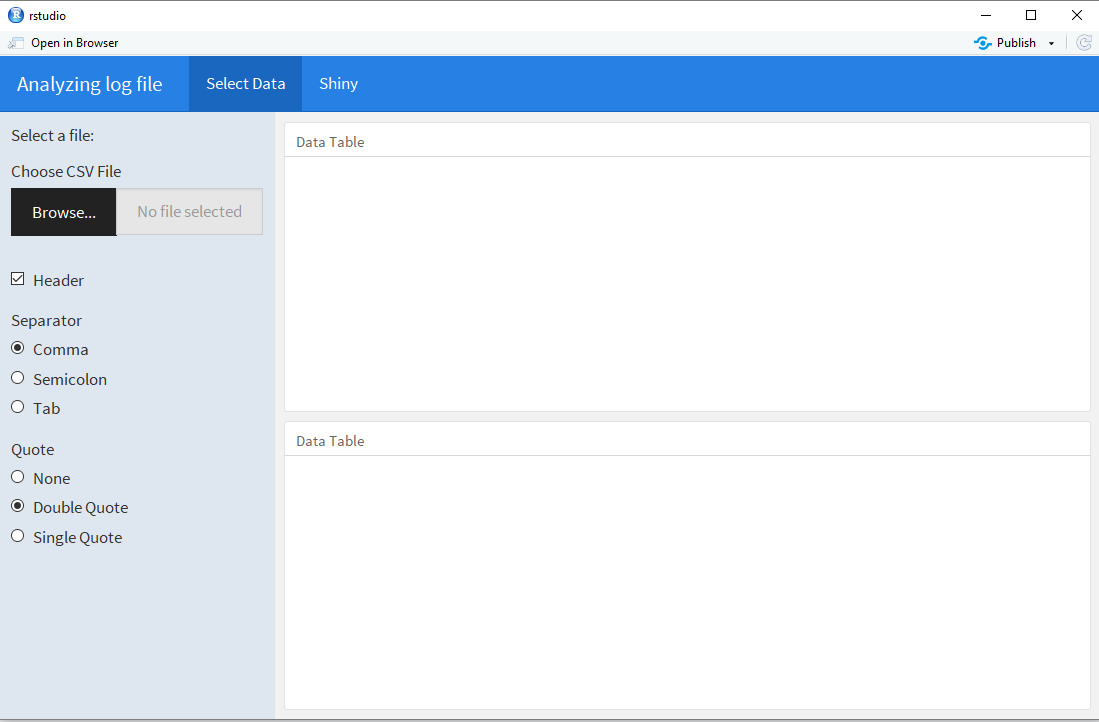 rstudio
Open in Browser
Publish
Analyzing log file
Select Data
Shiny
Select a file:
Choose CSV File
Browse...
No file selected
Header
Separator
Comma
Semicolon
Tab
Quote
None
Double Quote
Single Quote
Data Table
Data Table